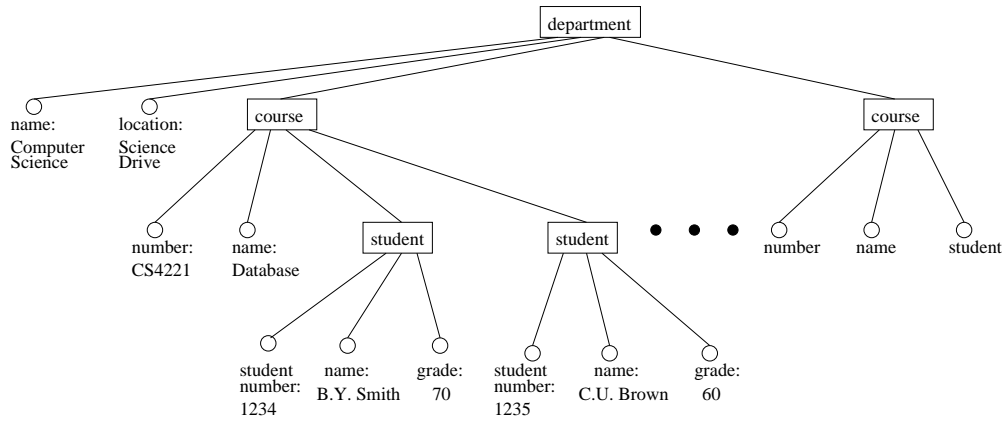 department
name:
Computer
Science
location:
Science
Drive
course
course
number:
CS4221
name:
Database
student
student
number
name
student
student
number:
1234
name:
B.Y. Smith
grade:
70
student
number:
1235
name:
C.U. Brown
grade:
60